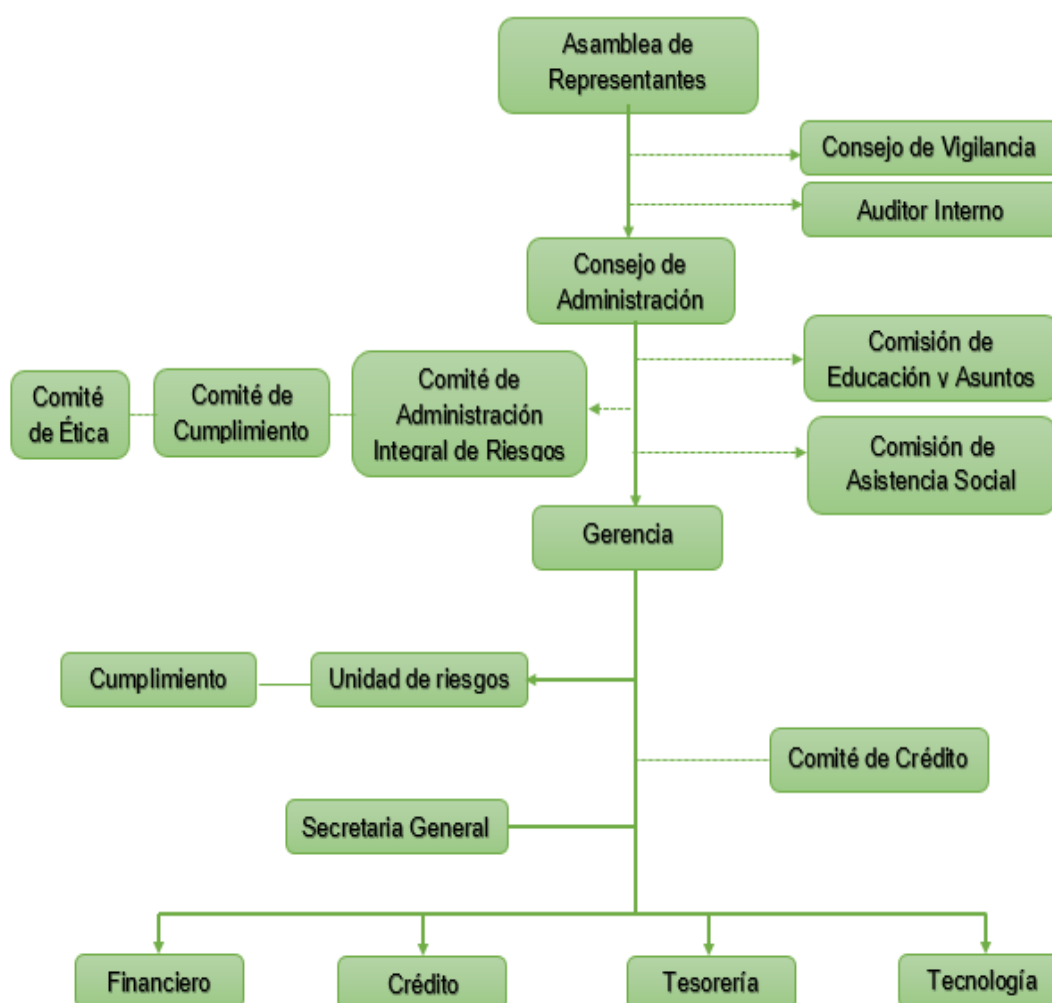 Asamblea de
Representantes
Consejo de Vigilancia
Auditor Interno
Consejo de
Administración
Comisión de
Educación y Asuntos
Comité
de Ética
Comité de
Cumplimiento
Comité de
Administración
Integral de Riesgos
Comisión de
Asistencia Social
Gerencia
Cumplimiento
Unidad de riesgos
Comité de Crédito
Secretaria General
Financiero
Crédito
Tesorería
Tecnología